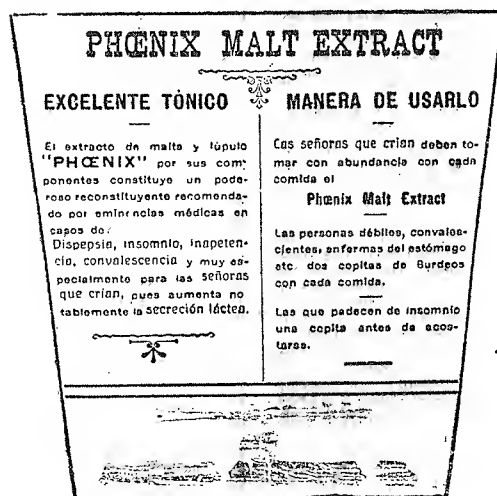 PHŒNIX MALT EXTRACT
EXCELENTE TÓNICO
El extracto de malta y lúpulo
"PHŒNIX" por sus com-
ponentes constituye un pode-
roso reconstituyente recomenda-
do por eminencias médicas en
casos de:
Dispepsia, insomnio, inapeten-
cia, convalescencia y muy es-
pecialmente para las señoras
que crían, pues aumenta no
tablemente la secreción láctea.
MANERA DE USARLO
Las señoras que crían deben to-
mar con abundancia con cada
comida el
Phœnix Malt Extract
Las personas débiles, convales-
cientes, enfermas del estómago
etc. dos copitas de Burdeos
con cada comida.
Las que padecen de insomnio
una copita antes de acos-
tarse.